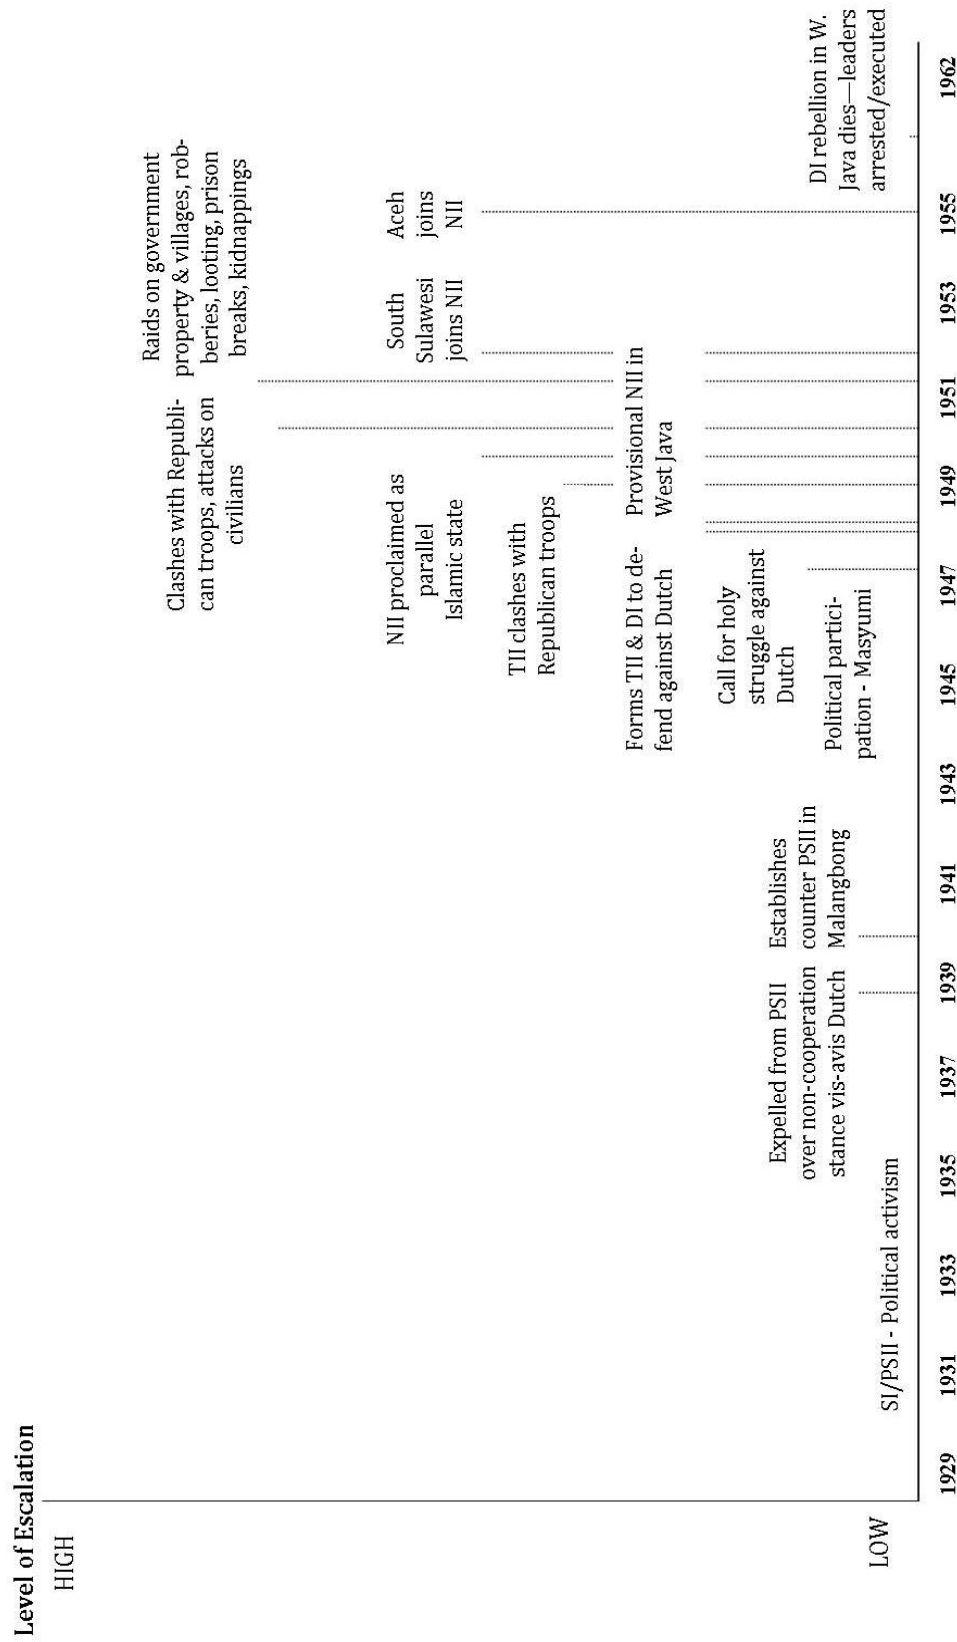 Level of Escalation
HIGH
Raids on government
property & villages, rob-
beries, looting, prison
breaks, kidnappings
Clashes with Republi-
can troops, attacks on
civilians
NII proclaimed as
parallel
Islamic state
South
Sulawesi
joins NII
Aceh
joins
NII
TII clashes with
Republican troops
Forms TII & DI to de-
fend against Dutch
Provisional NII in
West Java
Call for holy
struggle against
Dutch
Expelled from PSII
over non-cooperation
stance vis-avis Dutch
Establishes
counter PSII in
Malangbong
Political partici-
pation - Masyumi
DI rebellion in W.
Java dies—leaders
arrested/executed
LOW
SI/PSII - Political activism
1929 1931 1933 1935 1937 1939 1941 1943 1945 1947 1949 1951 1953 1955 1962